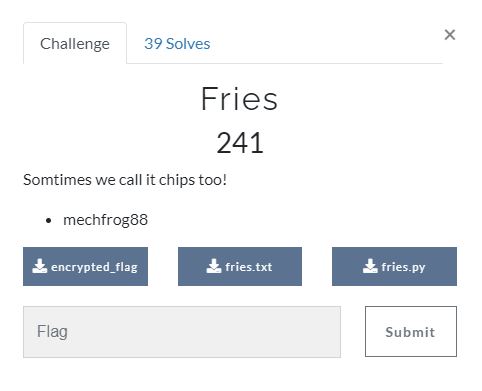 Challenge
39 Solves
×
Fries
241
Somtimes we call it chips too!
• mechfrog88
encrypted_flag
fries.txt
fries.py
Flag
Submit